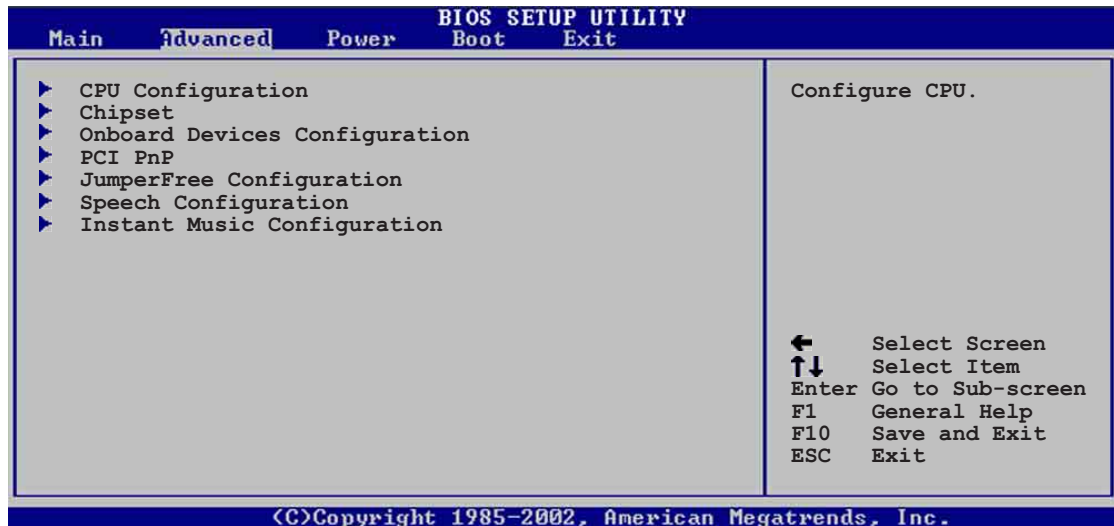 BIOS SETUP UTILITY
Main Advanced Power Boot Exit
CPU Configuration
Chipset
Onboard Devices Configuration
PCI PnP
JumperFree Configuration
Speech Configuration
Instant Music Configuration
Configure CPU.
← Select Screen
↑↓ Select Item
Enter Go to Sub-screen
F1 General Help
F10 Save and Exit
ESC Exit
(C)Copyright 1985-2002, American Megatrends, Inc.